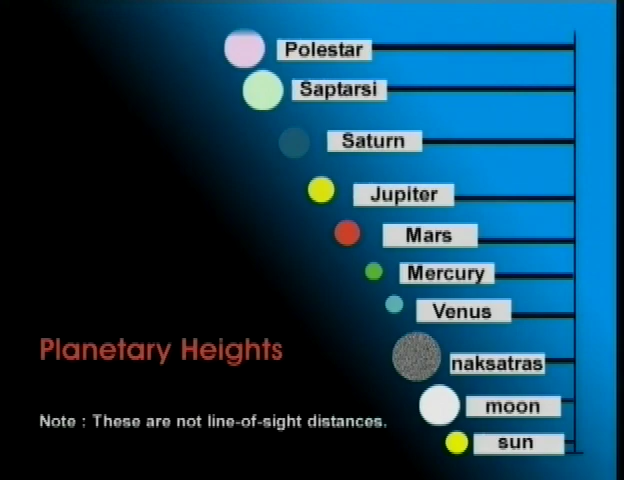 Polestar
Saptarsi
Saturn
Jupiter
Mars
Mercury
Venus
Planetary Heights
naksatras
moon
Note : These are not line-of-sight distances.
sun